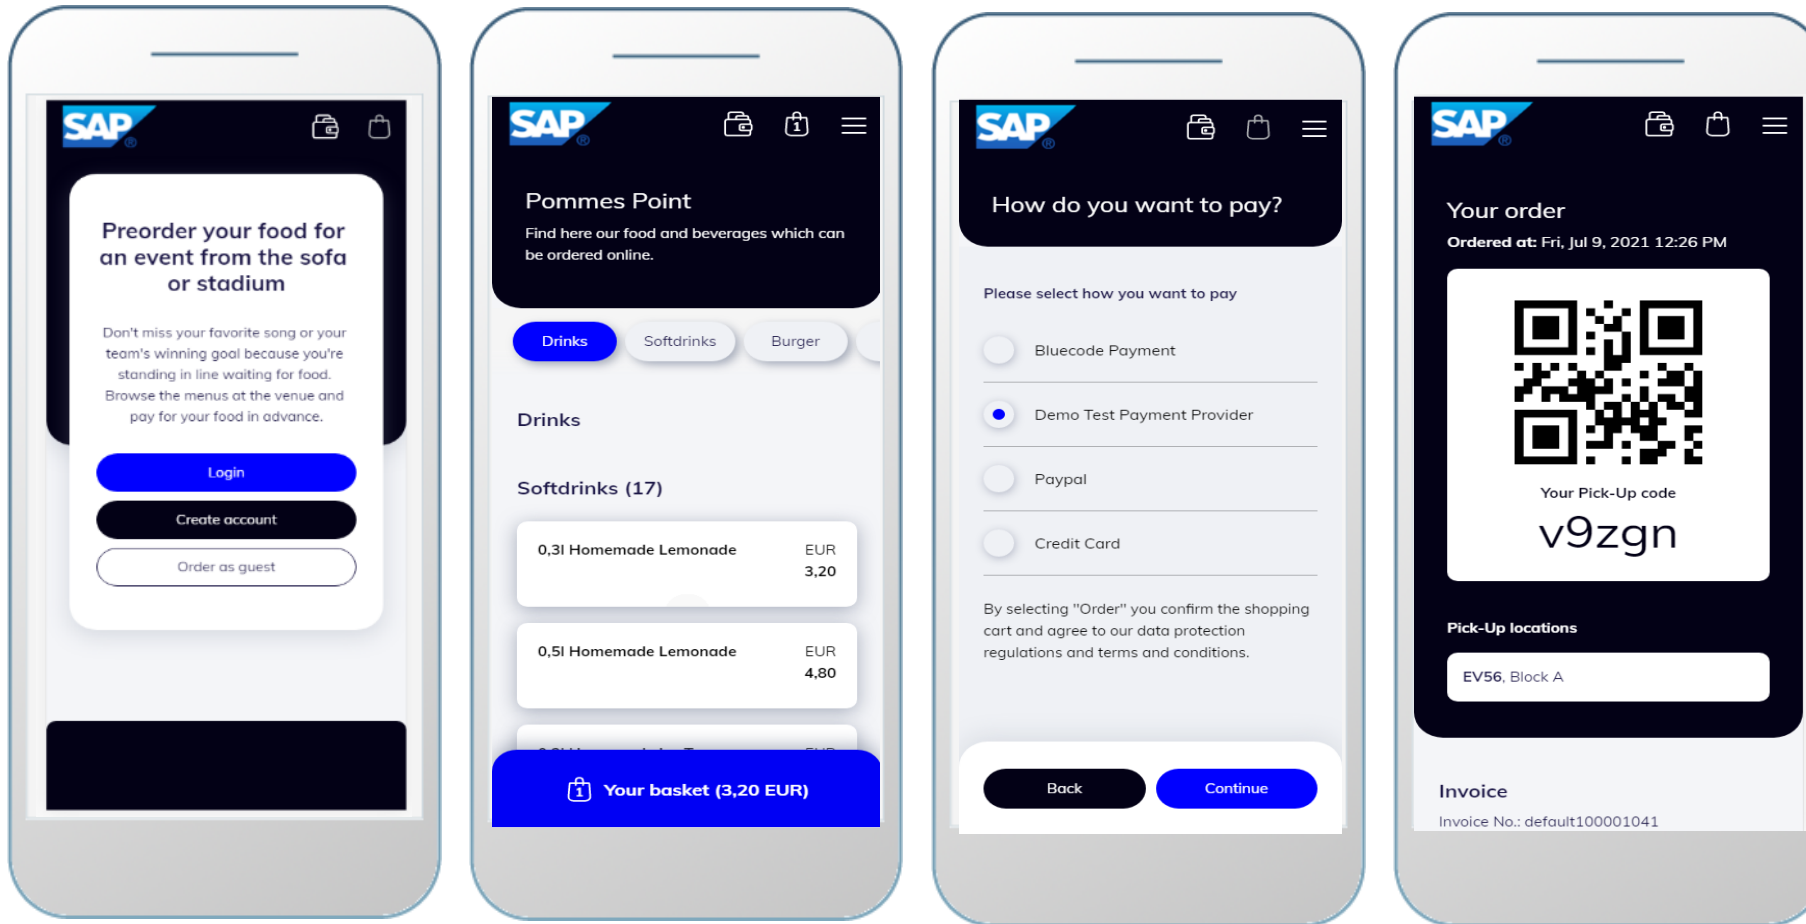 SAP
Preorder your food for
an event from the sofa
or stadium
Don't miss your favorite song or your
team's winning goal because you're
standing in line waiting for food.
Browse the menus at the venue and
pay for your food in advance.
Login
Create account
Order as guest
SAP
1
Pommes Point
Find here our food and beverages which can
be ordered online.
Drinks Softdrinks Burger
Drinks
Softdrinks (17)
0,3l Homemade Lemonade EUR
3,20
0,5l Homemade Lemonade EUR
4,80
1 Your basket (3,20 EUR)
SAP
How do you want to pay?
Please select how you want to pay
Bluecode Payment
Demo Test Payment Provider
Paypal
Credit Card
By selecting "Order" you confirm the shopping
cart and agree to our data protection
regulations and terms and conditions.
Back Continue
SAP
Your order
Ordered at: Fri, Jul 9, 2021 12:26 PM
Your Pick-Up code
v9zgn
Pick-Up locations
EV56, Block A
Invoice
Invoice No.: default100001041